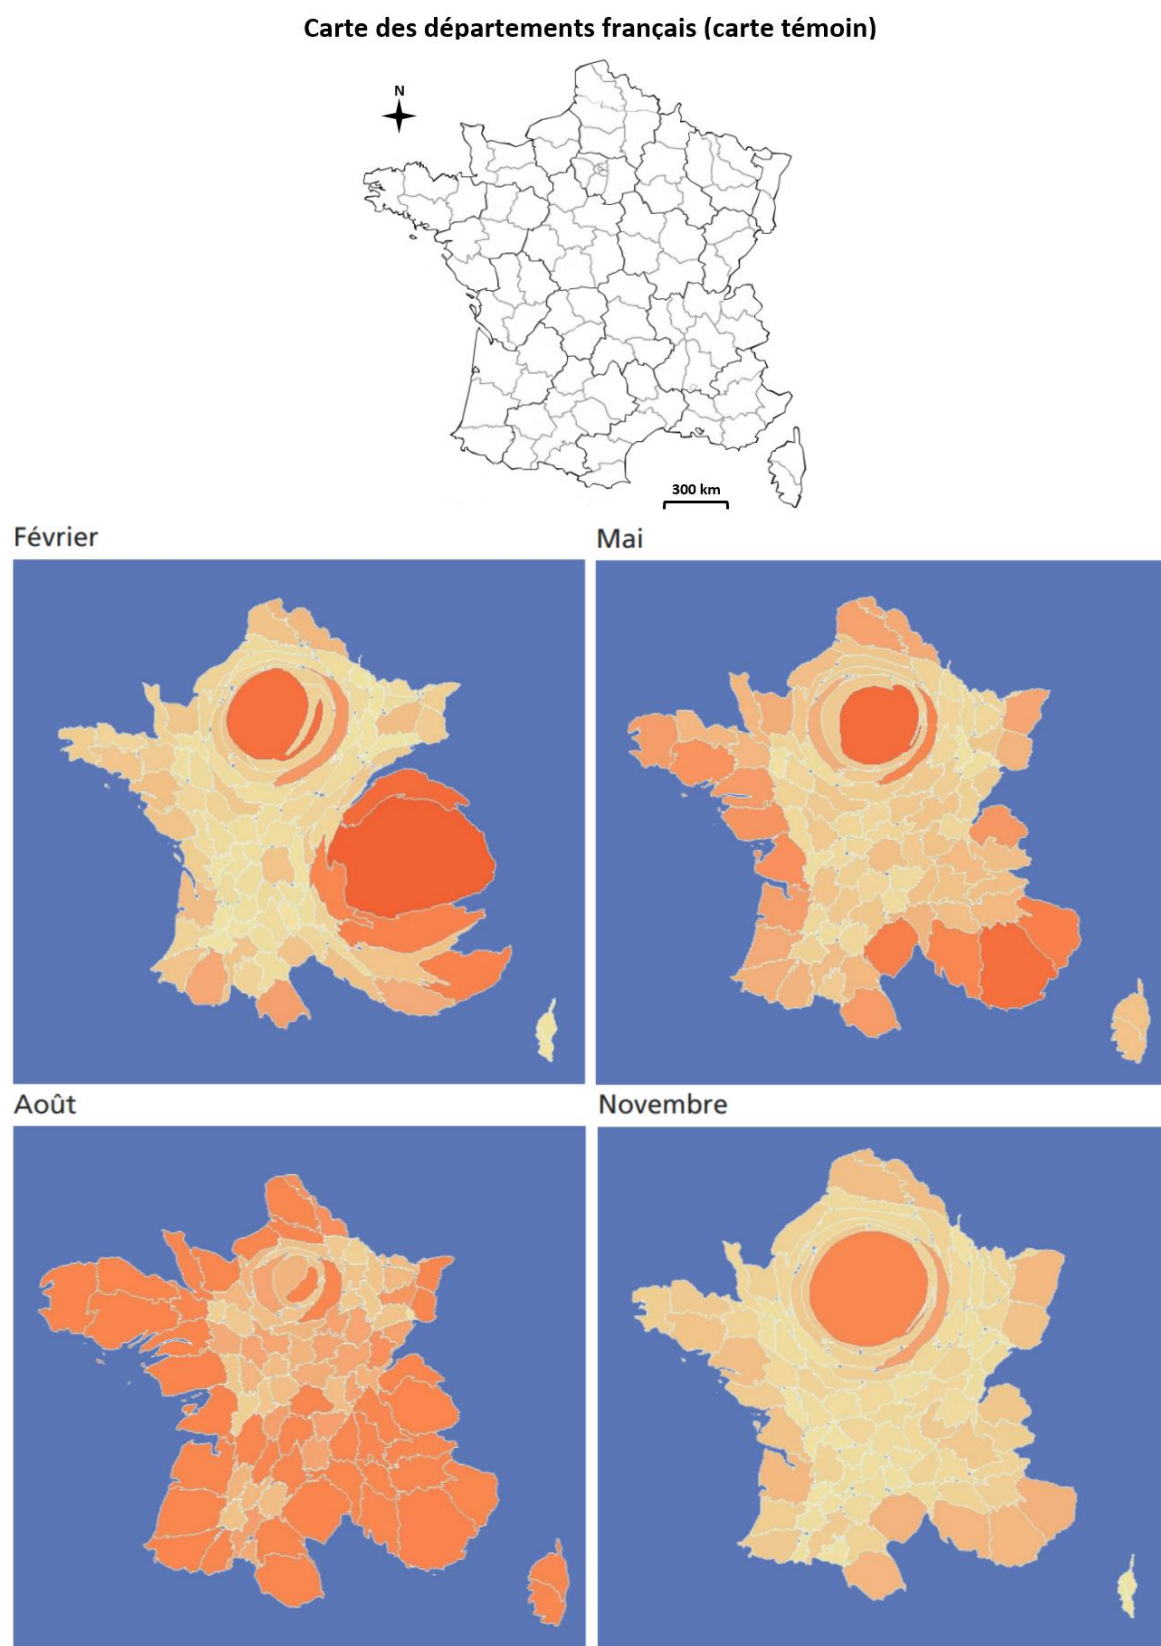 Carte des départements français (carte témoin)
N
300 km
Février
Mai
Août
Novembre